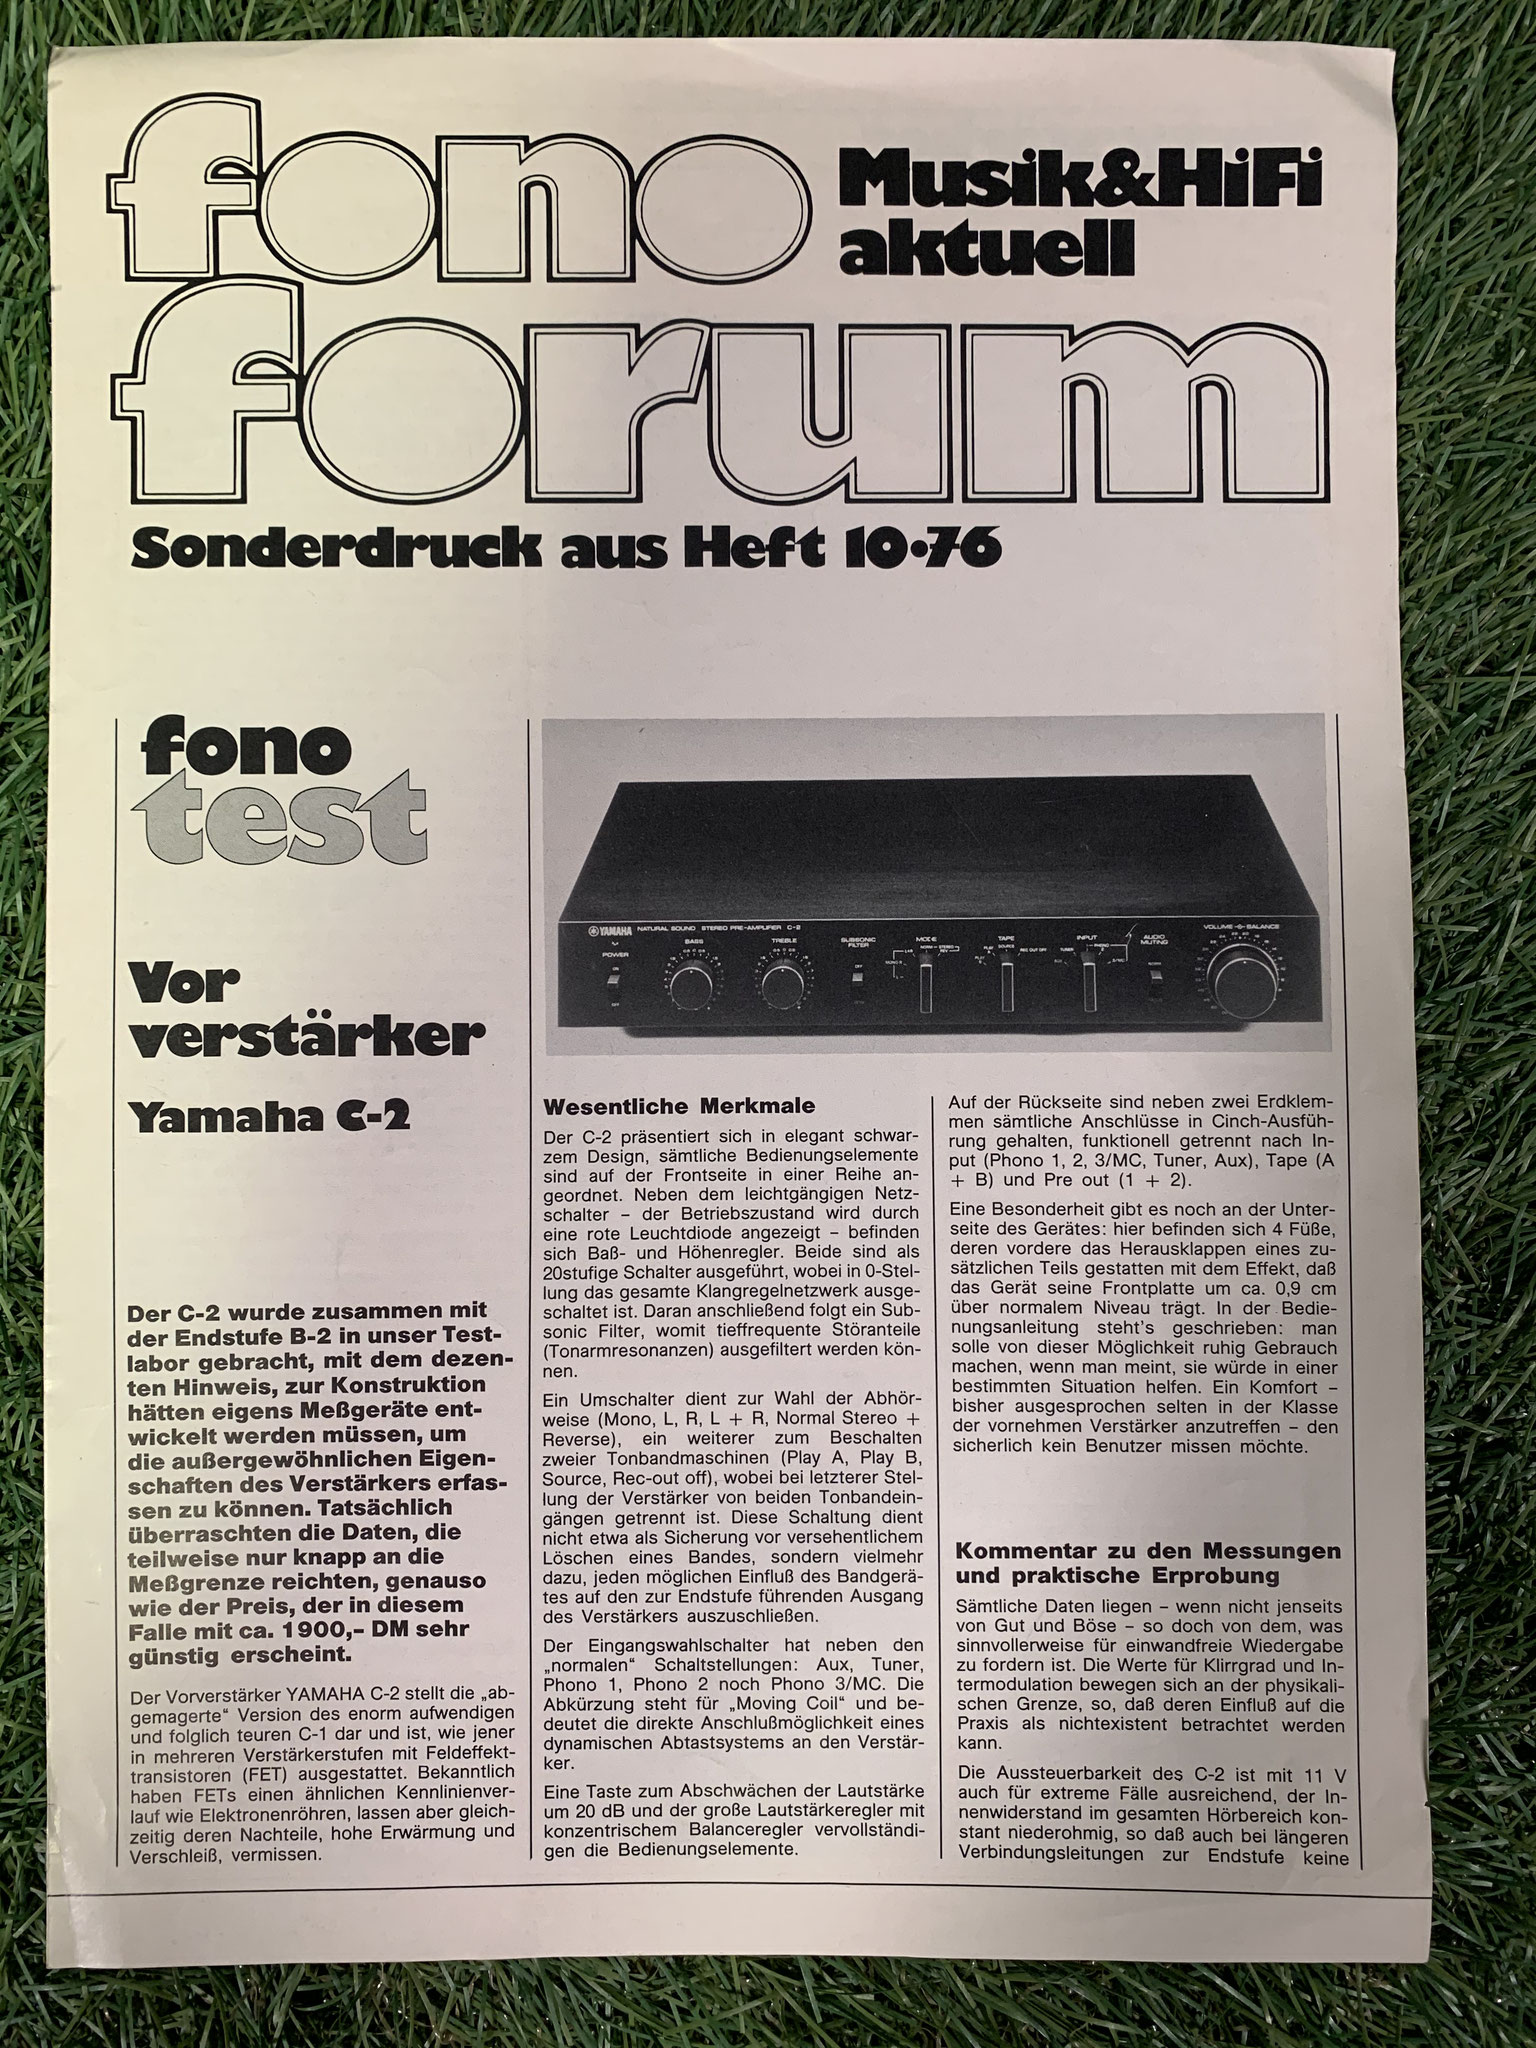 fono
forum
Musik&HiFi
aktuell
Sonderdruck aus Heft 10•76
fono
test
Vor
verstärker
Yamaha C-2
Der C-2 wurde zusammen mit
der Endstufe B-2 in unser Test-
labor gebracht, mit dem dezen-
ten Hinweis, zur Konstruktion
hätten eigens Meßgeräte ent-
wickelt werden müssen, um
die außergewöhnlichen Eigen-
schaften des Verstärkers erfas-
sen zu können. Tatsächlich
überraschten die Daten, die
teilweise nur knapp an die
Meßgrenze reichten, genauso
wie der Preis, der in diesem
Falle mit ca. 1900,– DM sehr
günstig erscheint.
Der Vorverstärker YAMAHA C-2 stellt die „ab-
gemagerte“ Version des enorm aufwendigen
und folglich teuren C-1 dar und ist, wie jener
in mehreren Verstärkerstufen mit Feldeffekt-
transistoren (FET) ausgestattet. Bekanntlich
haben FETs einen ähnlichen Kennlinienver-
lauf wie Elektronenröhren, lassen aber gleich-
zeitig deren Nachteile, hohe Erwärmung und
Verschleiß, vermissen.
YAMAHA NATURAL SOUND STEREO PRE-AMPLIFIER C-2
POWER
ON
OFF
BASS
TREBLE
SUBSONIC
FILTER
OFF
MODE
TAPE
INPUT
AUDIO
MUTING
VOLUME BALANCE
Wesentliche Merkmale
Der C-2 präsentiert sich in elegant schwar-
zem Design, sämtliche Bedienungselemente
sind auf der Frontseite in einer Reihe an-
geordnet. Neben dem leichtgängigen Netz-
schalter – der Betriebszustand wird durch
eine rote Leuchtdiode angezeigt – befinden
sich Baß- und Höhenregler. Beide sind als
20stufige Schalter ausgeführt, wobei in 0-Stel-
lung das gesamte Klangregelnetzwerk ausge-
schaltet ist. Daran anschließend folgt ein Sub-
sonic Filter, womit tieffrequente Störanteile
(Tonarmresonanzen) ausgefiltert werden kön-
nen.
Ein Umschalter dient zur Wahl der Abhör-
weise (Mono, L, R, L + R, Normal Stereo +
Reverse), ein weiterer zum Beschalten
zweier Tonbandmaschinen (Play A, Play B,
Source, Rec-out off), wobei bei letzterer Stel-
lung der Verstärker von beiden Tonbandein-
gängen getrennt ist. Diese Schaltung dient
nicht etwa als Sicherung vor versehentlichem
Löschen eines Bandes, sondern vielmehr
dazu, jeden möglichen Einfluß des Bandgerä-
tes auf den zur Endstufe führenden Ausgang
des Verstärkers auszuschließen.
Der Eingangswahlschalter hat neben den
„normalen“ Schaltstellungen: Aux, Tuner,
Phono 1, Phono 2 noch Phono 3/MC. Die
Abkürzung steht für „Moving Coil“ und be-
deutet die direkte Anschlußmöglichkeit eines
dynamischen Abtastsystems an den Verstär-
ker.
Eine Taste zum Abschwächen der Lautstärke
um 20 dB und der große Lautstärkeregler mit
konzentrischem Balanceregler vervollständi-
gen die Bedienungselemente.
Auf der Rückseite sind neben zwei Erdklem-
men sämtliche Anschlüsse in Cinch-Ausfüh-
rung gehalten, funktionell getrennt nach In-
put (Phono 1, 2, 3/MC, Tuner, Aux), Tape (A
+ B) und Pre out (1 + 2).
Eine Besonderheit gibt es noch an der Unter-
seite des Gerätes: hier befinden sich 4 Füße,
deren vordere das Herausklappen eines zu-
sätzlichen Teils gestatten mit dem Effekt, daß
das Gerät seine Frontplatte um ca. 0,9 cm
über normalem Niveau trägt. In der Bedie-
nungsanleitung steht's geschrieben: man
solle von dieser Möglichkeit ruhig Gebrauch
machen, wenn man meint, sie würde in einer
bestimmten Situation helfen. Ein Komfort –
bisher ausgesprochen selten in der Klasse
der vornehmen Verstärker anzutreffen – den
sicherlich kein Benutzer missen möchte.
Kommentar zu den Messungen
und praktische Erprobung
Sämtliche Daten liegen – wenn nicht jenseits
von Gut und Böse – so doch von dem, was
sinnvollerweise für einwandfreie Wiedergabe
zu fordern ist. Die Werte für Klirrgrad und In-
termodulation bewegen sich an der physikali-
schen Grenze, so, daß deren Einfluß auf die
Praxis als nichtexistent betrachtet werden
kann.
Die Aussteuerbarkeit des C-2 ist mit 11 V
auch für extreme Fälle ausreichend, der In-
nenwiderstand im gesamten Hörbereich kon-
stant niederohmig, so daß auch bei längeren
Verbindungsleitungen zur Endstufe keine